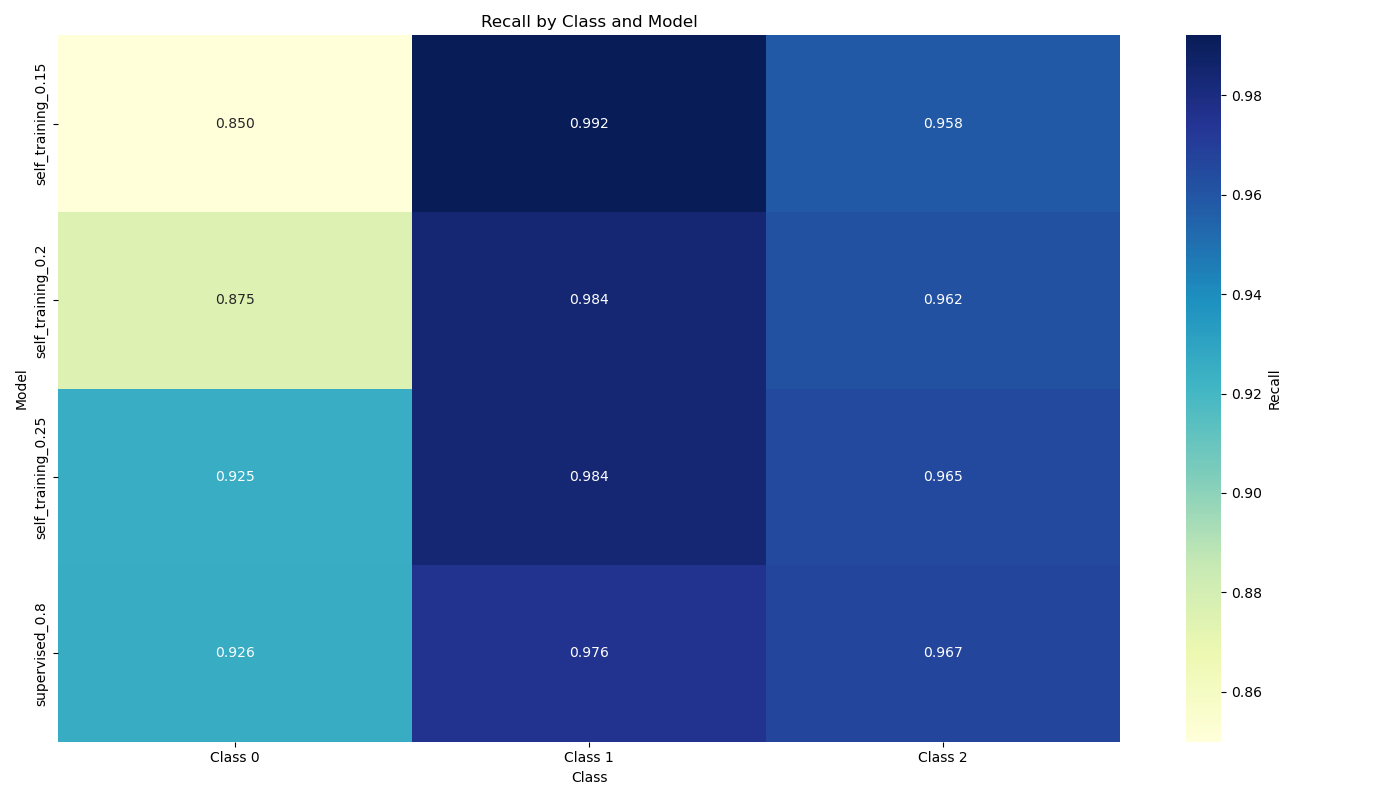 Recall by Class and Model
Model
self_training_0.15
0.850 0.992 0.958
self_training_0.2
0.875 0.984 0.962
self_training_0.25
0.925 0.984 0.965
supervised_0.8
0.926 0.976 0.967
Class 0 Class 1 Class 2
Class
0.98
0.96
0.94
0.92
0.90
0.88
0.86
Recall